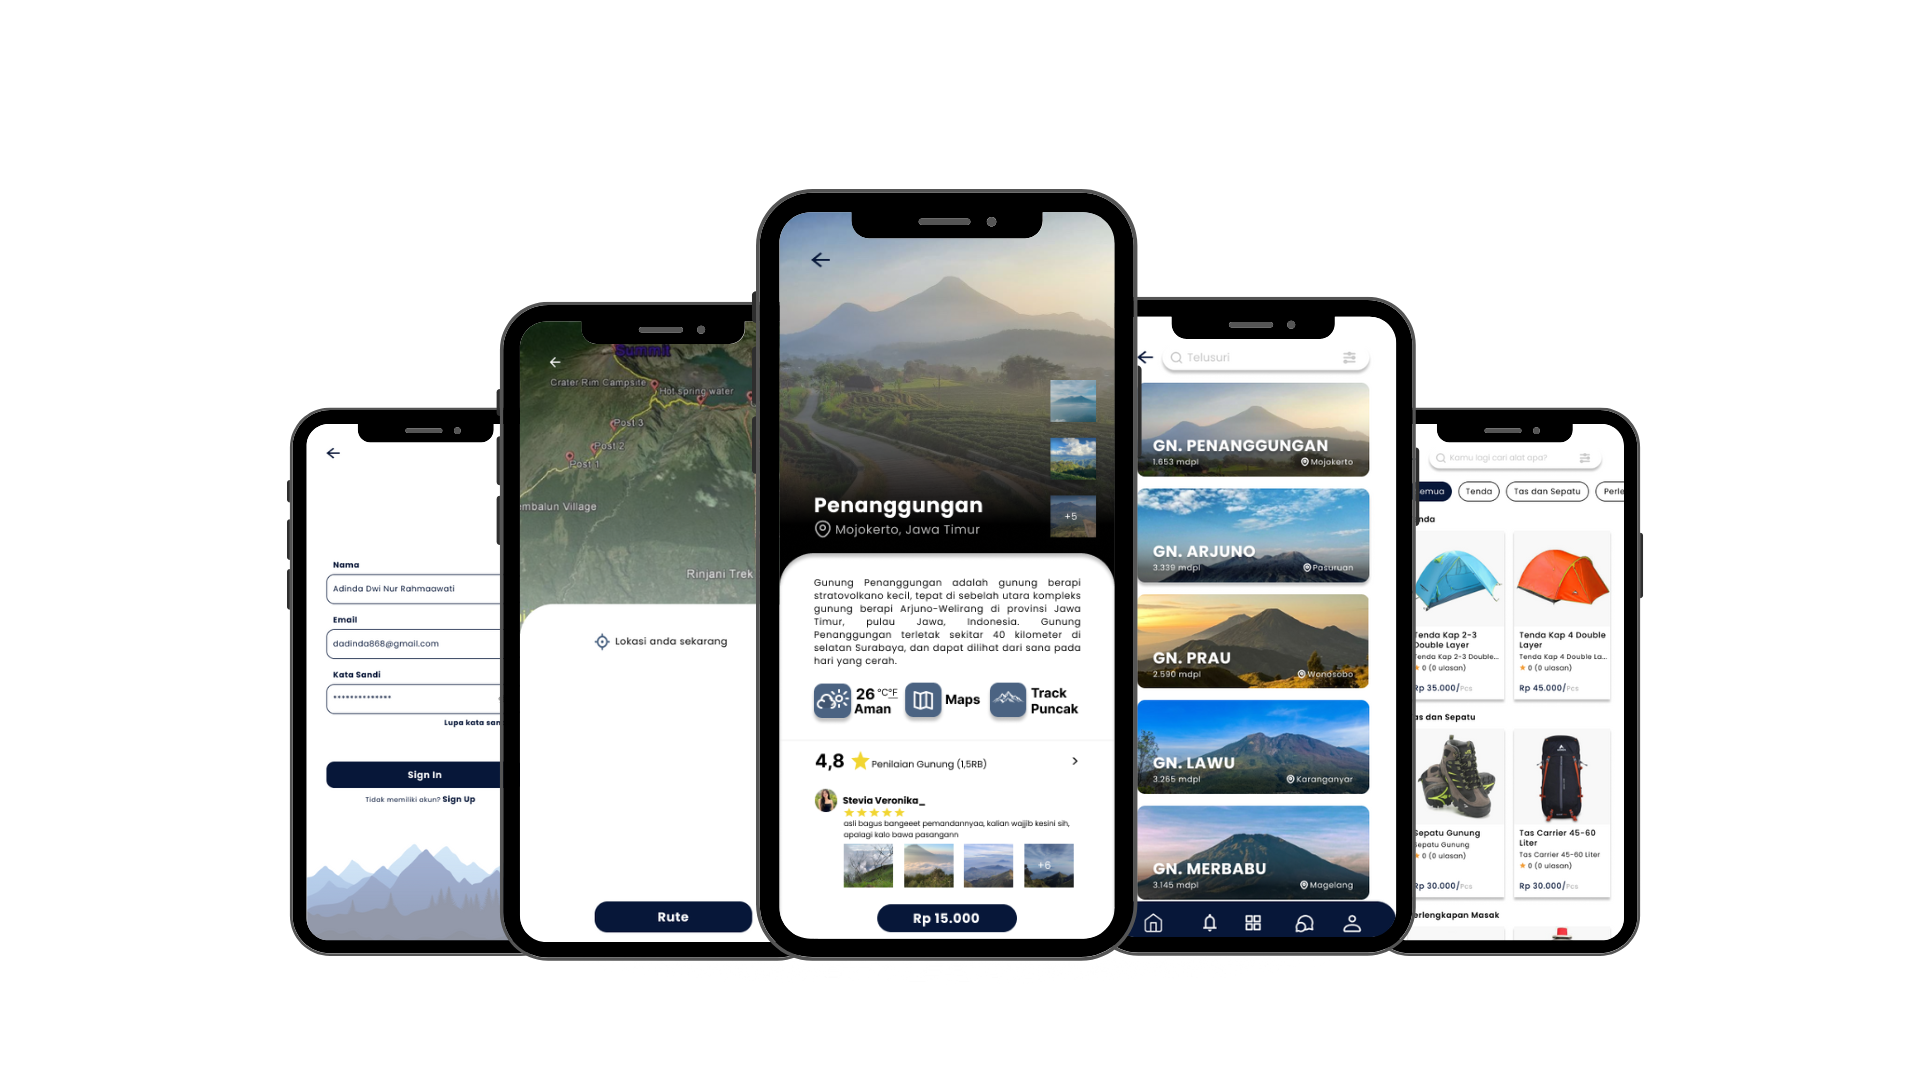 Nama
Adinda Dwi Nur Rahmaawati
Email
dadinda868@gmail.com
Kata Sandi
**************
Lupa kata san
Sign In
Tidak memiliki akun? Sign Up
Summit
Crater Rim Campsite
Hot spring water
Post 3
Post 2
Post 1
mbalun Village
Rinjani Trek
Lokasi anda sekarang
Rute
Penanggungan
Mojokerto, Jawa Timur
+5
Gunung Penanggungan adalah gunung berapi
stratovolkano kecil, tepat di sebelah utara kompleks
gunung berapi Arjuno-Welirang di provinsi Jawa
Timur, pulau Jawa, Indonesia. Gunung
Penanggungan terletak sekitar 40 kilometer di
selatan Surabaya, dan dapat dilihat dari sana pada
hari yang cerah.
26 °C°F
Aman
Maps
Track
Puncak
4,8 Penilaian Gunung (1,5RB)
Stevia Veronika_
asli bagus bangeeet pemandannyaa, kalian wajjib kesini sih,
apalagi kalo bawa pasangann
+6
Rp 15.000
Telusuri
GN. PENANGGUNGAN
1.653 mdpl Mojokerto
GN. ARJUNO
3.339 mdpl Pasuruan
GN. PRAU
2.590 mdpl Wonosobo
GN. LAWU
3.265 mdpl Karanganyar
GN. MERBABU
3.145 mdpl Magelang
Kamu lagi cari alat apa?
emua Tenda Tas dan Sepatu Perle
nda
Tenda Kap 2-3
Double Layer
Tenda Kap 2-3 Double...
0 (0 ulasan)
Rp 35.000/Pcs
Tenda Kap 4 Double
Layer
Tas Kap 4 Double La...
0 (0 ulasan)
Rp 45.000/Pcs
as dan Sepatu
Sepatu Gunung
Sepatu Gunung
0 (0 ulasan)
Rp 30.000/Pcs
Tas Carrier 45-60
Liter
Tas Carrier 45-60 Liter
0 (0 ulasan)
Rp 30.000/Pcs
erlengkapan Masak